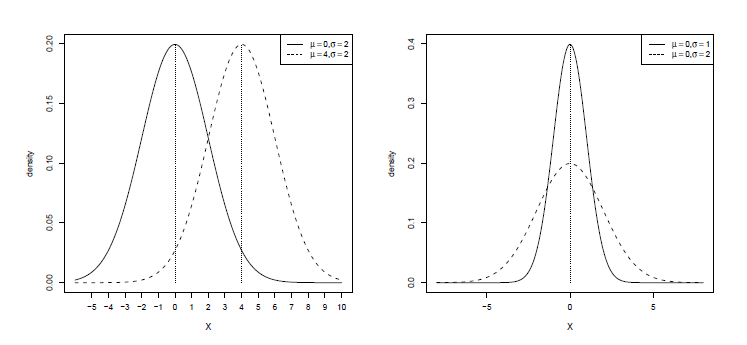 μ = 0,σ = 2
μ = 4,σ = 2
0.20
0.15
0.10
0.05
0.00
density
−5 −4 −3 −2 −1 0 1 2 3 4 5 6 7 8 9 10
X
μ = 0,σ = 1
μ = 0,σ = 2
0.4
0.3
0.2
0.1
0.0
density
−5 0 5
X